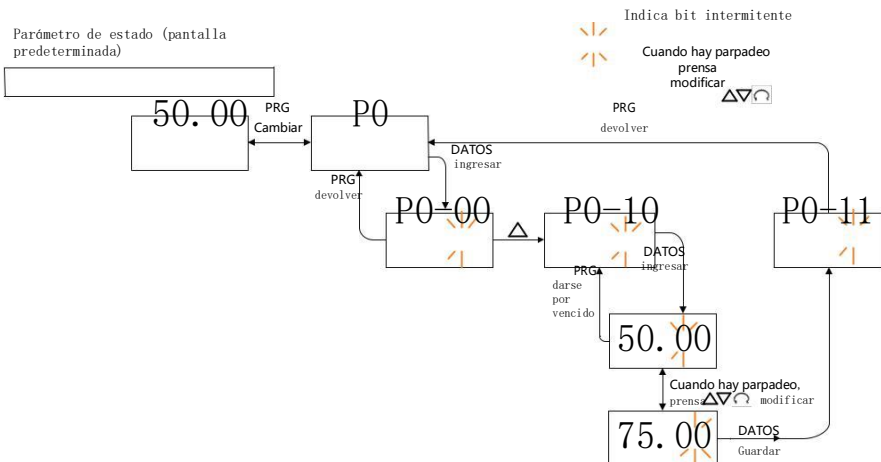 Indica bit intermitente
Parámetro de estado (pantalla
predeterminada)
Cuando hay parpadeo
prensa
modificar
50.00
PRG
Cambiar
P0
PRG
devolver
DATOS
ingresar
PRG
devolver
P0-00
P0-10
P0-11
DATOS
ingresar
PRG
darse
por
vencido
50.00
Cuando hay parpadeo,
prensa modificar
75.00
DATOS
Guardar